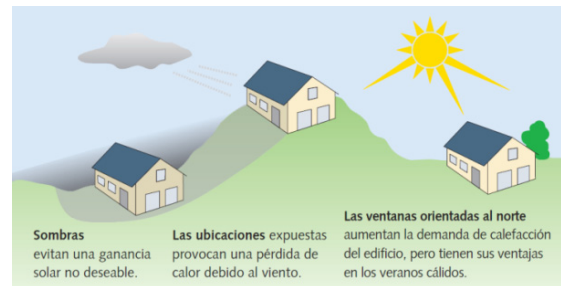 Sombras
evitan una ganancia
solar no deseable.
Las ubicaciones expuestas
provocan una pérdida de
calor debido al viento.
Las ventanas orientadas al norte
aumentan la demanda de calefacción
del edificio, pero tienen sus ventajas
en los veranos cálidos.